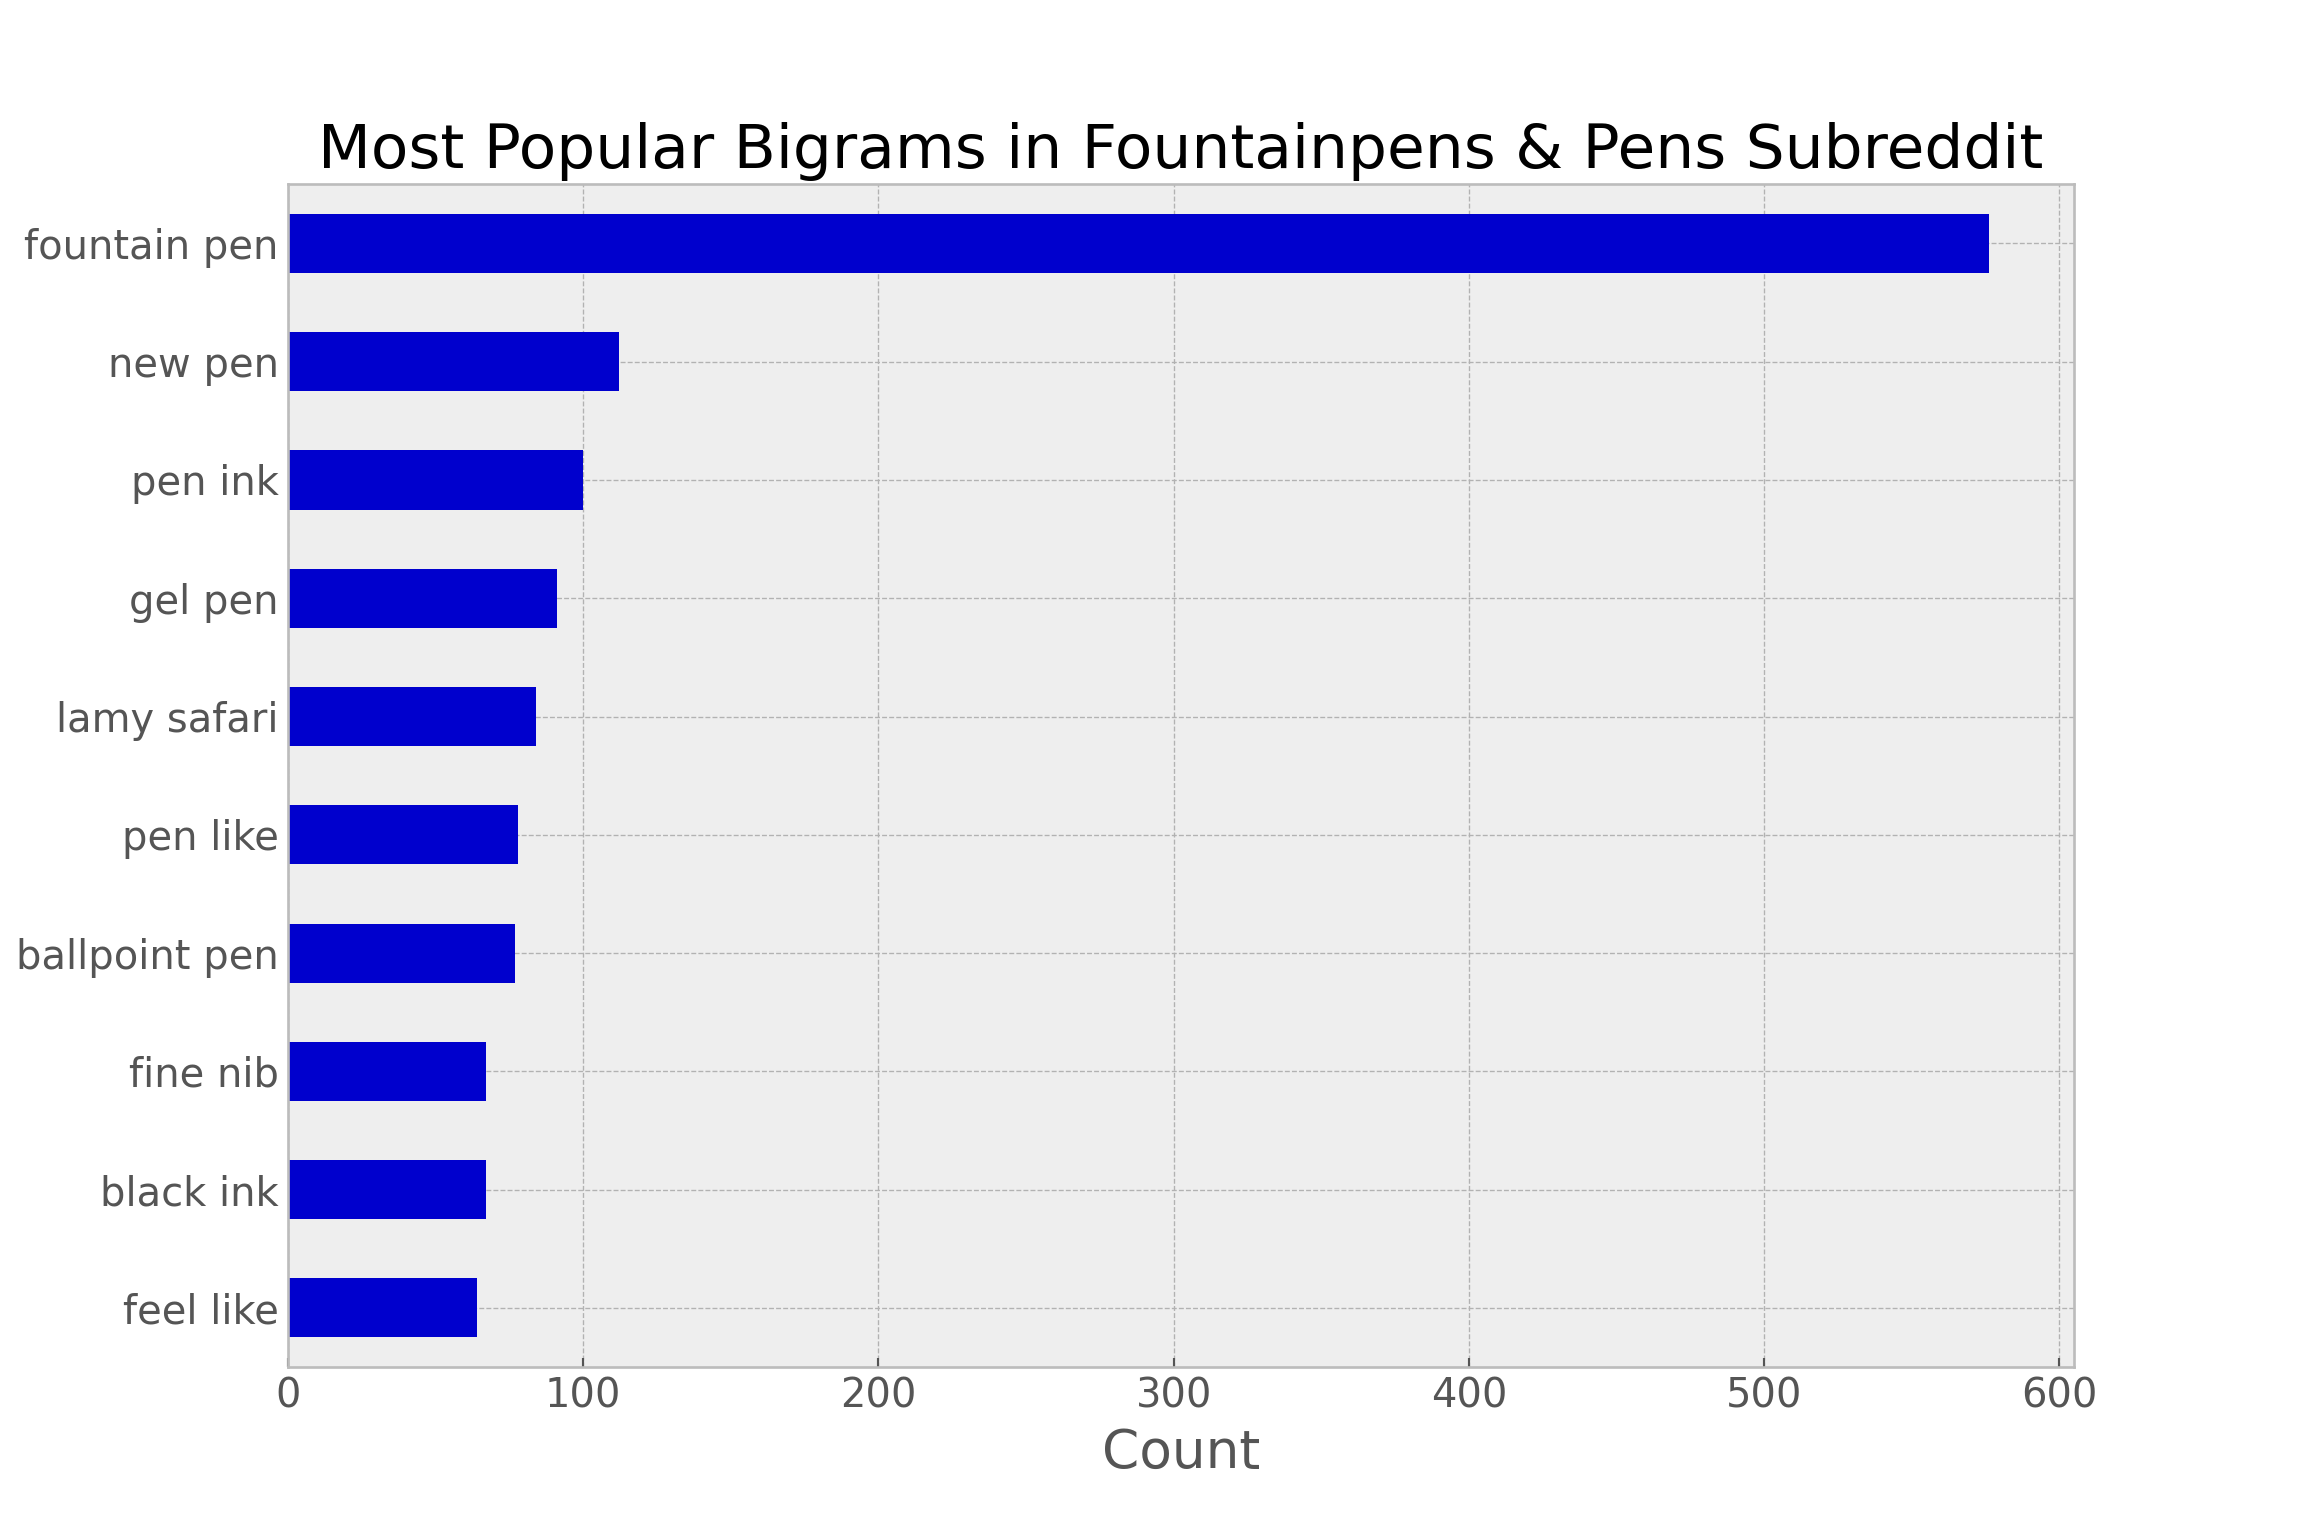 Most Popular Bigrams in Fountainpens & Pens Subreddit
fountain pen
new pen
pen ink
gel pen
lamy safari
pen like
ballpoint pen
fine nib
black ink
feel like
0 100 200 300 400 500 600
Count